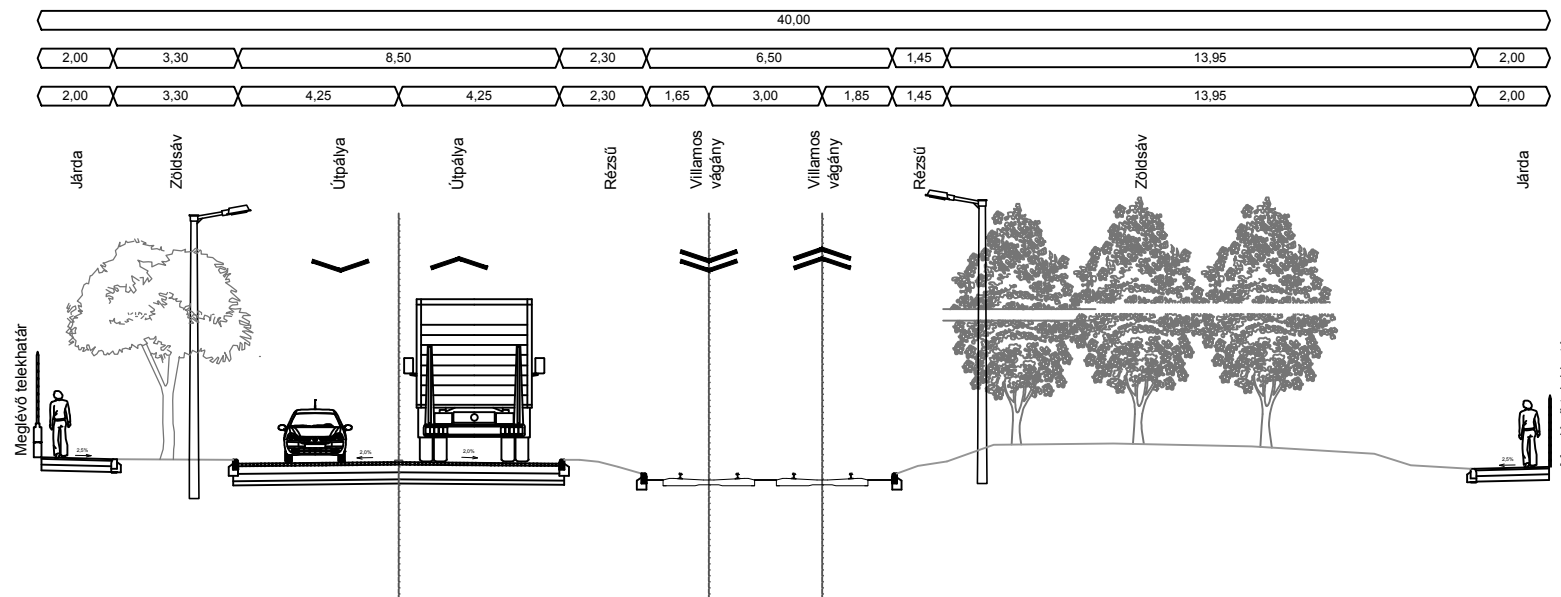 40,00
2,00 3,30 8,50 2,30 6,50 1,45 13,95 2,00
2,00 3,30 4,25 4,25 2,30 1,65 3,00 1,85 1,45 13,95 2,00
Járda
Zöldsáv
Útpálya
Útpálya
Rézsű
Villamos
vágány
Villamos
vágány
Rézsű
Zöldsáv
Járda
Meglévő telekhatár
2,5%
2,0%
2,0%
2,5%